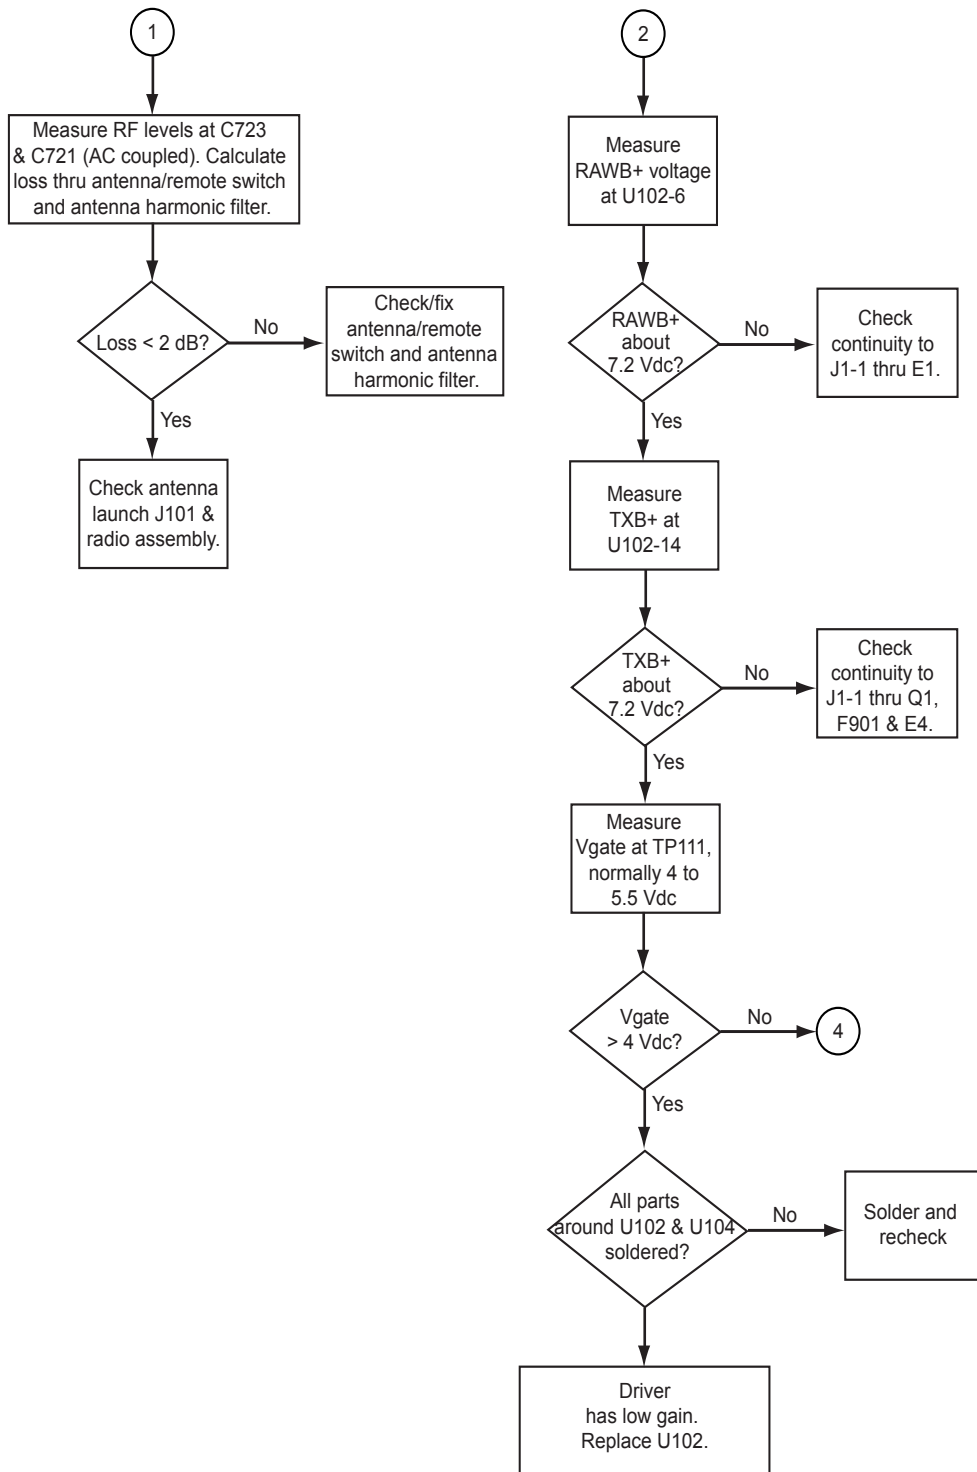 1
Measure RF levels at C723
& C721 (AC coupled). Calculate
loss thru antenna/remote switch
and antenna harmonic filter.
Loss < 2 dB?
No
Check/fix
antenna/remote
switch and antenna
harmonic filter.
Yes
Check antenna
launch J101 &
radio assembly.
2
Measure
RAWB+ voltage
at U102-6
RAWB+
about
7.2 Vdc?
No
Check
continuity to
J1-1 thru E1.
Yes
Measure
TXB+ at
U102-14
TXB+
about
7.2 Vdc?
No
Check
continuity to
J1-1 thru Q1,
F901 & E4.
Yes
Measure
Vgate at TP111,
normally 4 to
5.5 Vdc
Vgate
> 4 Vdc?
No
4
Yes
All parts
around U102 & U104
soldered?
No
Solder and
recheck
Driver
has low gain.
Replace U102.